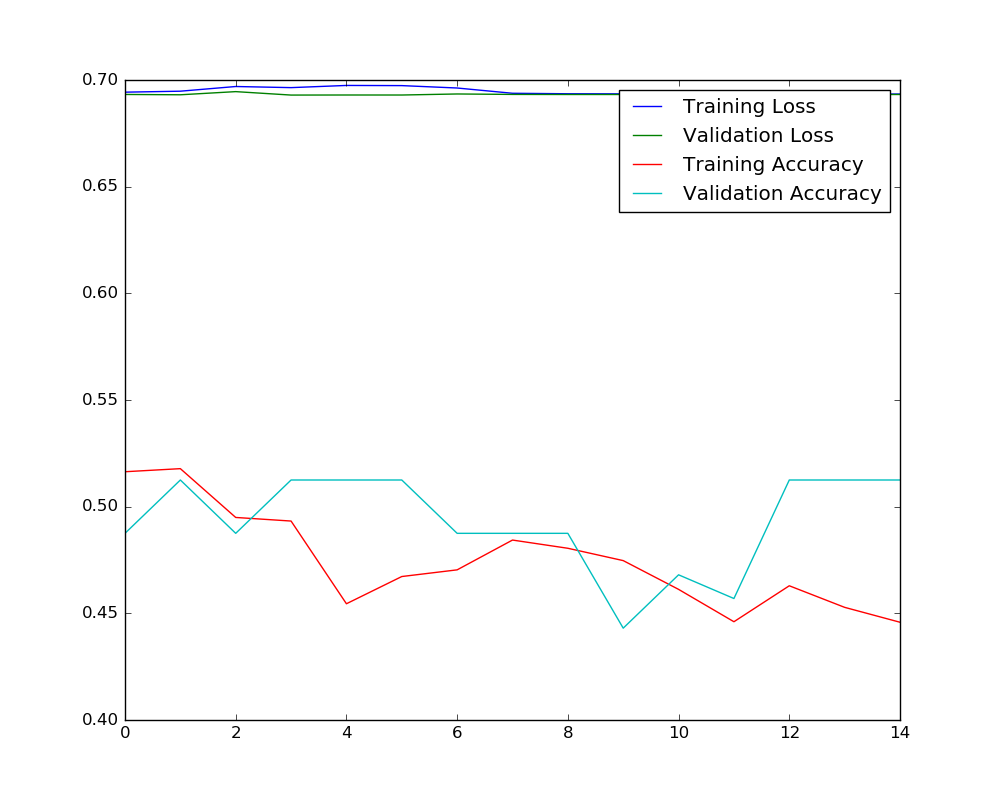 0.70
Training Loss
Validation Loss
Training Accuracy
Validation Accuracy
0.65
0.60
0.55
0.50
0.45
0.40
0 2 4 6 8 10 12 14